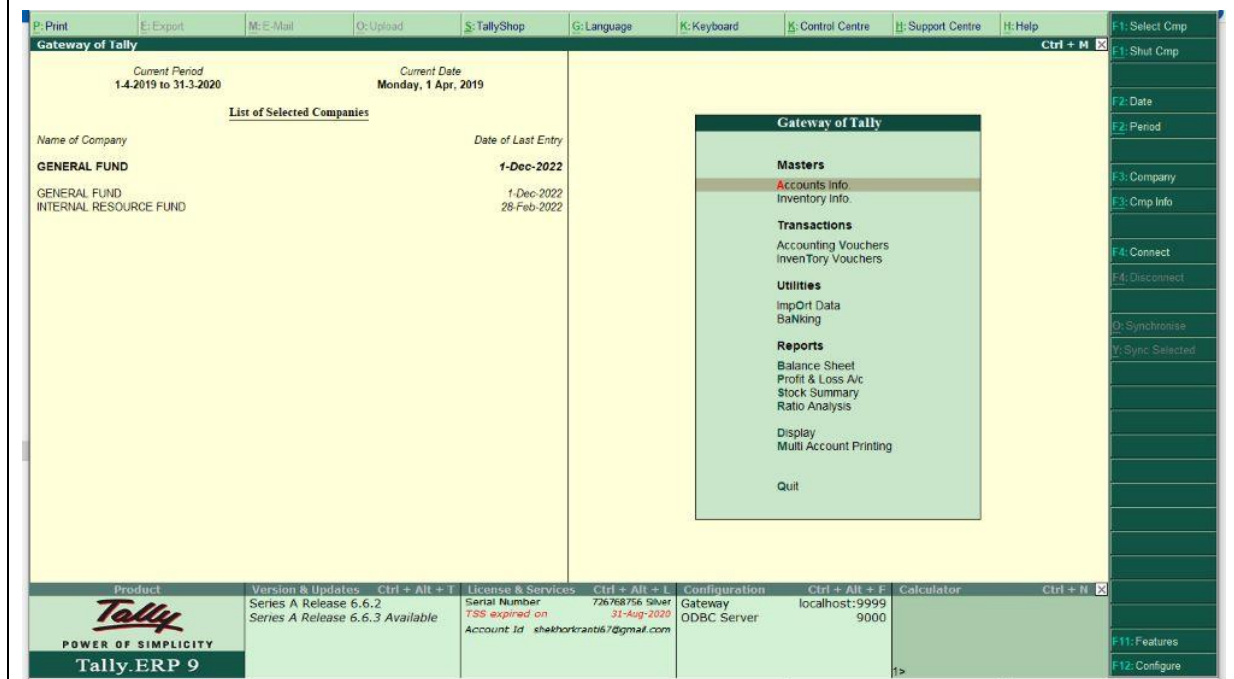 P: Print E: Export M: E-Mail O: Upload S: TallyShop G: Language K: Keyboard K: Control Centre H: Support Centre H: Help
Gateway of Tally Ctrl + M
Current Period Current Date
1-4-2019 to 31-3-2020 Monday, 1 Apr, 2019
List of Selected Companies
Name of Company Date of Last Entry
GENERAL FUND 1-Dec-2022
GENERAL FUND 1-Dec-2022
INTERNAL RESOURCE FUND 28-Feb-2022
Gateway of Tally
Masters
Accounts Info.
Inventory Info.
Transactions
Accounting Vouchers
InvenTory Vouchers
Utilities
ImpOrt Data
BaNking
Reports
Balance Sheet
Profit & Loss A/c
Stock Summary
Ratio Analysis
Display
Multi Account Printing
Quit
F1: Select Cmp
F1: Shut Cmp
F2: Date
F2: Period
F3: Company
F3: Cmp Info
F4: Connect
F4: Disconnect
O: Synchronise
Y: Sync Selected
F11: Features
F12: Configure
Product
Tally
POWER OF SIMPLICITY
Tally.ERP 9
Version & Updates Ctrl + Alt + T
Series A Release 6.6.2
Series A Release 6.6.3 Available
License & Services Ctrl + Alt + L
Serial Number 726768756 Silver
TSS expired on 31-Aug-2020
Account Id shekhorkranti67@gmail.com
Configuration Ctrl + Alt + F
Gateway localhost:9999
ODBC Server 9000
Calculator Ctrl + N
1>